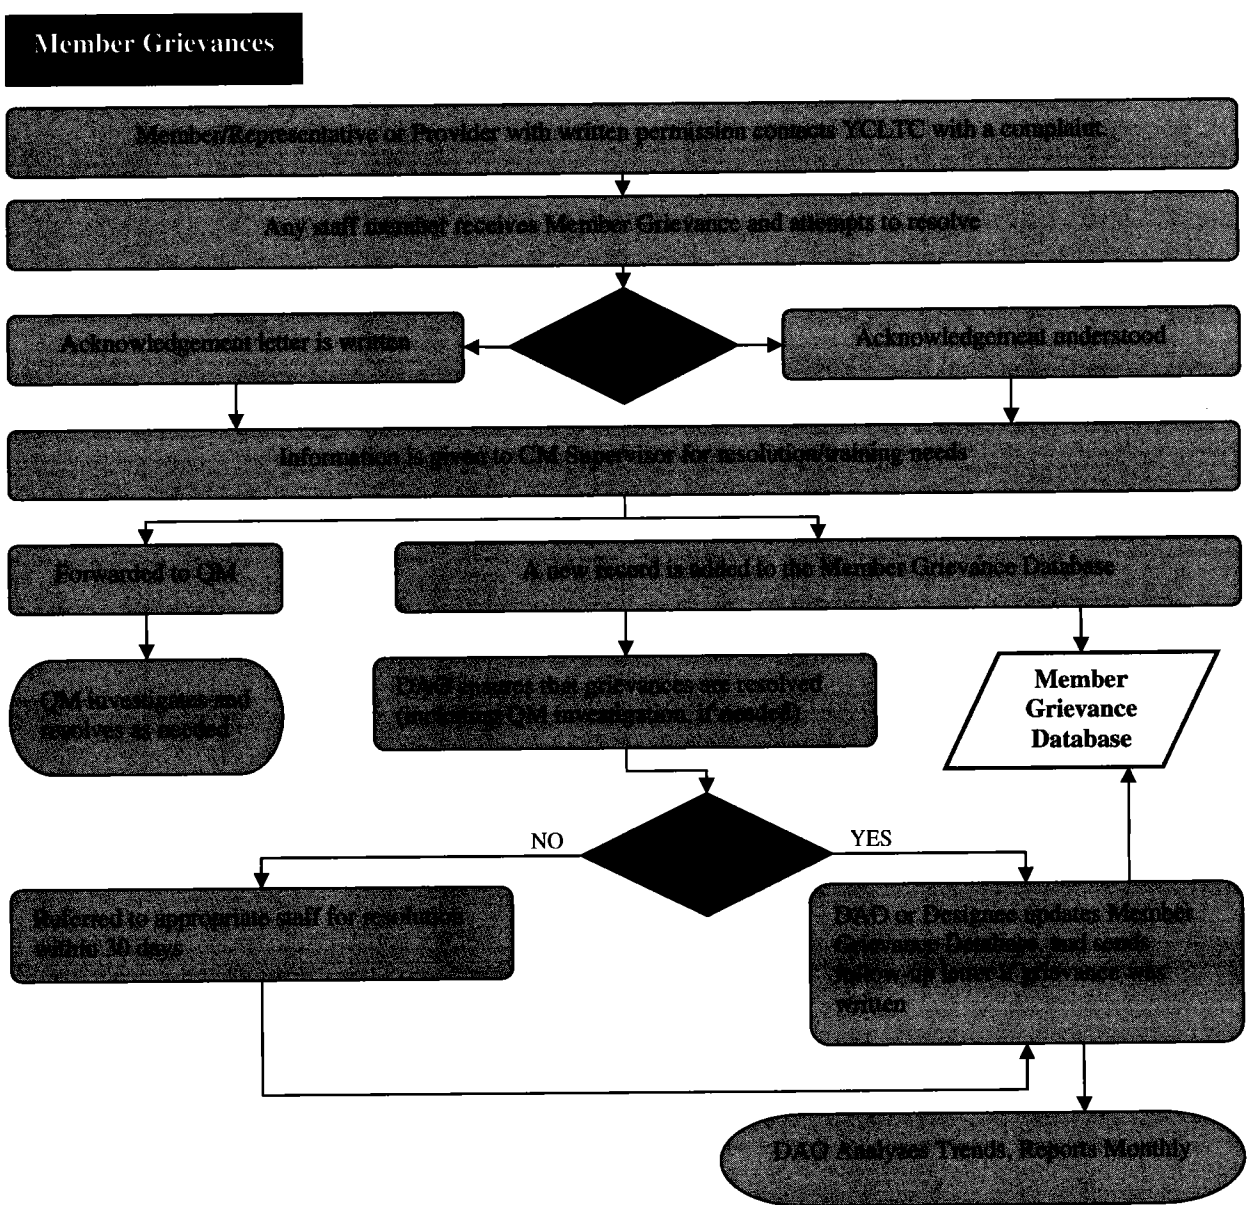 Member Grievances
Member/Representative or Provider with written permission contacts YCLTC with a complaint.
Any staff member receives Member Grievance and attempts to resolve
Acknowledgement letter is written
Acknowledgement understood
Information is given to CM Supervisor for resolution/training needs
Forwarded to QM
A new record is added to the Member Grievance Database
QM investigates and
resolves as needed
ensures that grievances are resolved
(including QM investigation, if needed)
Member
Grievance
Database
NO
YES
Referred to appropriate staff for resolution
within 30 days
or Designee updates Member
Grievance Database, and sends
follow-up letter if grievance was
written
Analyzes Trends, Reports Monthly